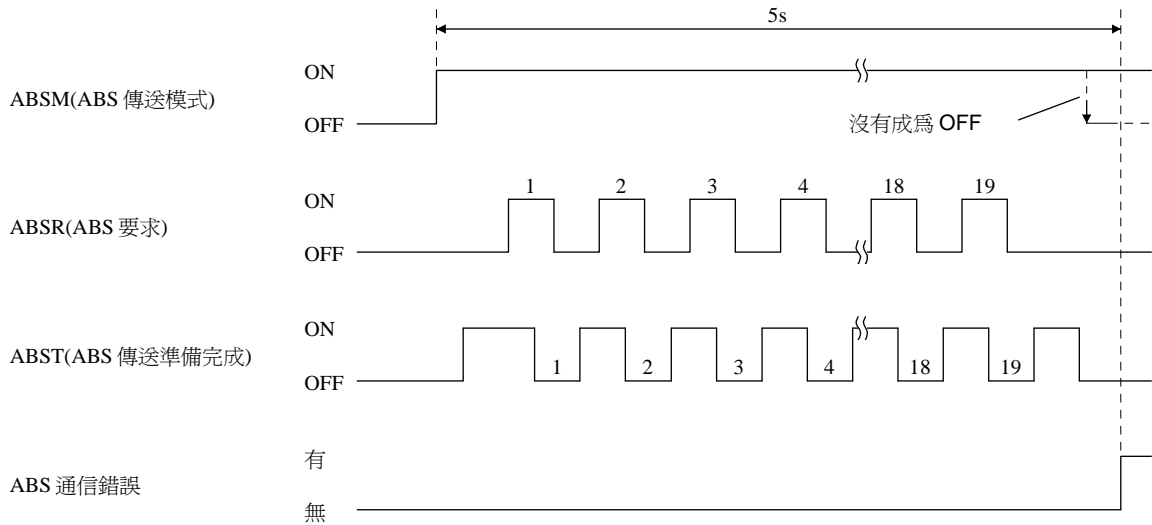 5s
ON
ABSM(ABS 傳送模式)
OFF
沒有成爲 OFF
1 2 3 4 18 19
ON
ABSR(ABS 要求)
OFF
ON
ABST(ABS 傳送準備完成)
OFF
1 2 3 4 18 19
有
ABS 通信錯誤
無